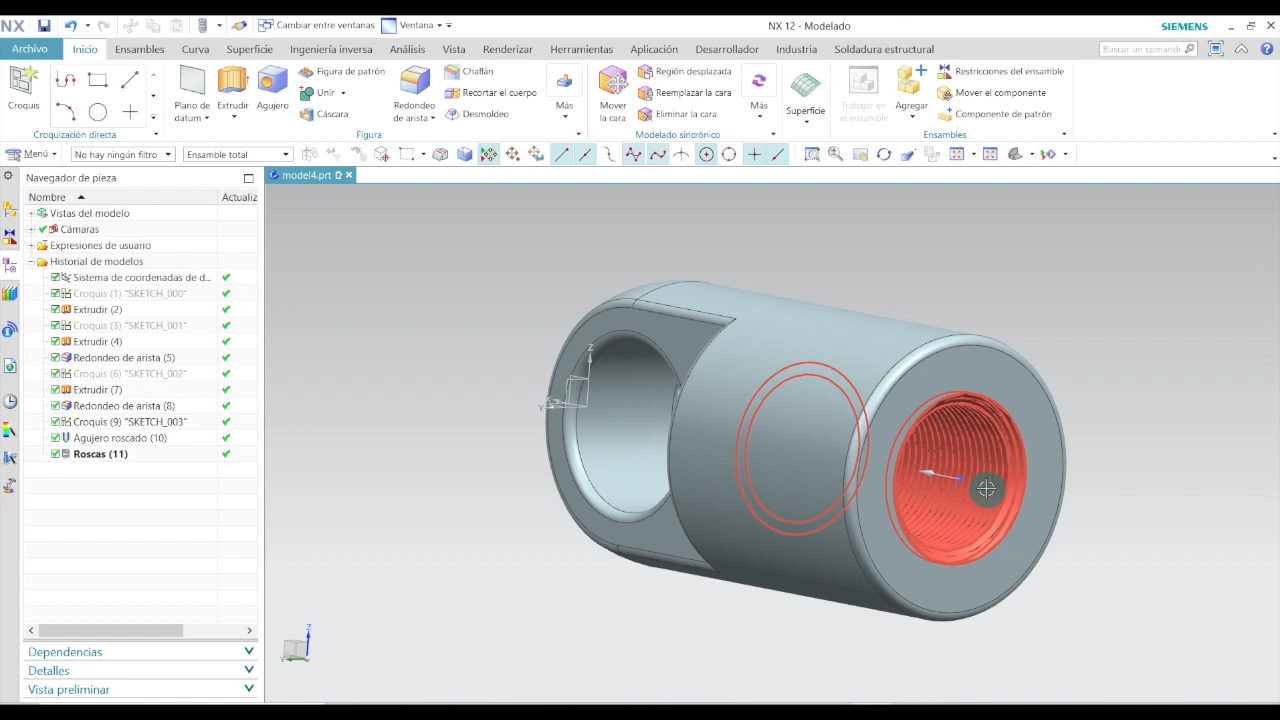 NX Cambiar entre ventanas Ventana NX 12 - Modelado SIEMENS
Archivo Inicio Ensambles Curva Superficie Ingeniería inversa Análisis Vista Renderizar Herramientas Aplicación Desarrol Industria Soldadura estructural Buscar un comand
Croquis
Croquización directa
Plano de datum
Extrudir
Agujero
Figura de patrón
Unir
Cáscara
Redondeo de arista
Chaflán
Recortar el cuerpo
Desmoldeo
Más
Figura
Mover la cara
Región desplazada
Reemplazar la cara
Eliminar la cara
Más
Modelado sincrónico
Superficie
Trabajar en el ensamble
Agregar
Restricciones del ensamble
Mover el componente
Componente de patrón
Ensambles
Menú No hay ningún filtro Ensamble total
Navegador de pieza
model4.prt
Nombre Actualiz
Vistas del modelo
Cámaras
Expresiones de usuario
Historial de modelos
Sistema de coordenadas de d...
Croquis (1) "SKETCH_000"
Extrudir (2)
Croquis (3) "SKETCH_001"
Extrudir (4)
Redondeo de arista (5)
Croquis (6) "SKETCH_002"
Extrudir (7)
Redondeo de arista (8)
Croquis (9) "SKETCH_003"
Agujero roscado (10)
Roscas (11)
Z
Y
Z
Y
Dependencias
Detalles
Vista preliminar